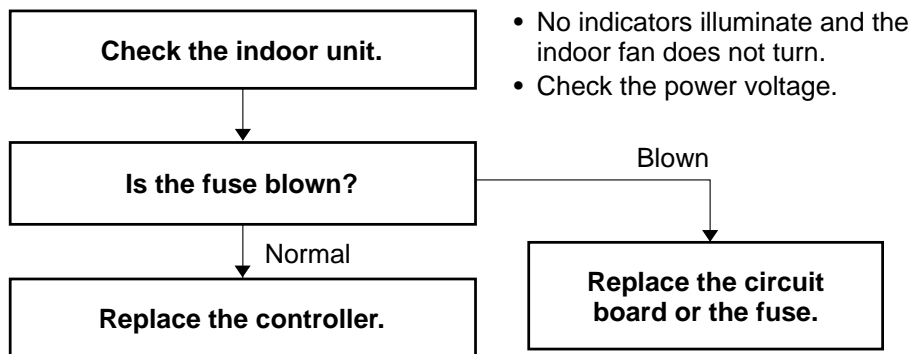 Check the indoor unit.
• No indicators illuminate and the
indoor fan does not turn.
• Check the power voltage.
Is the fuse blown?
Blown
Normal
Replace the controller.
Replace the circuit
board or the fuse.